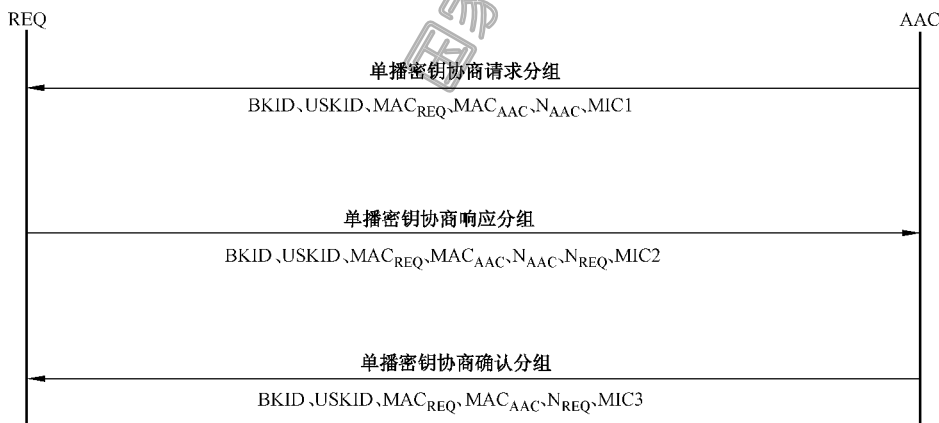 REQ AAC
国家
单播密钥协商请求分组
BKID、USKID、MAC_REQ、MAC_AAC、N_AAC、MIC1
单播密钥协商响应分组
BKID、USKID、MAC_REQ、MAC_AAC、N_AAC、N_REQ、MIC2
单播密钥协商确认分组
BKID、USKID、MAC_REQ、MAC_AAC、N_REQ、MIC3